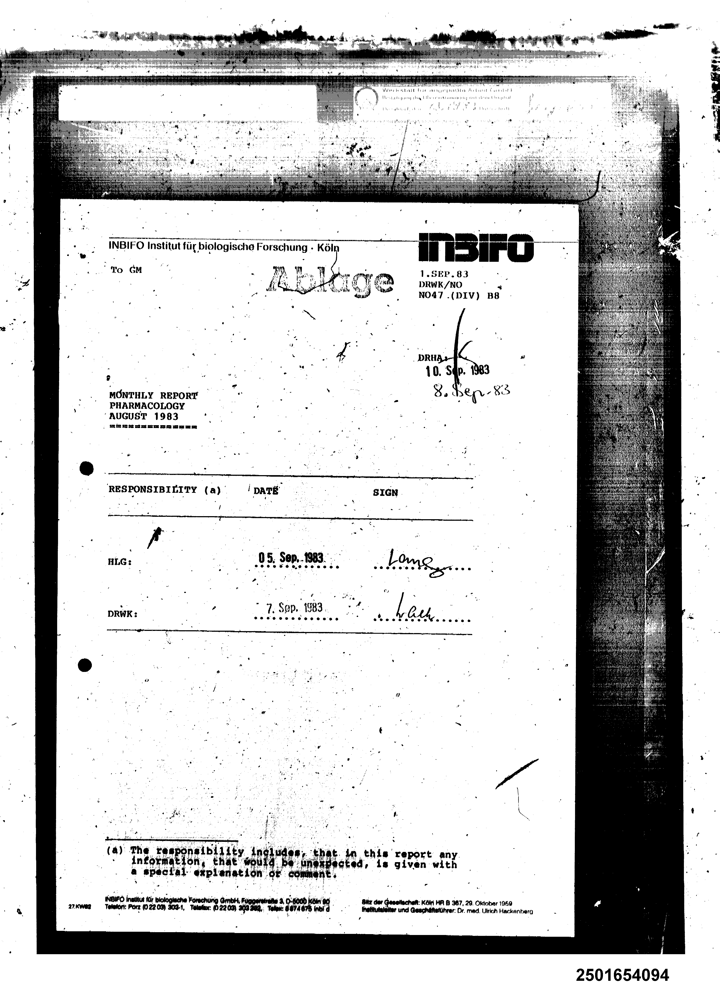 INBIFO Institut für biologische Forschung · Köln
INBIFO
To GM
Ablage
1.SEP.83
DRWK/NO
NO47.(DIV) B8
DRHA:
10. Sep. 1983
8. Sep. 83
MONTHLY REPORT
PHARMACOLOGY
AUGUST 1983
RESPONSIBILITY (a) DATE SIGN
HLG: 05. Sep. 1983
DRWK: 7. Sep. 1983
(a) The responsibility includes, that in this report any
information, that would be unexpected, is given with
a special explanation or comment.
27.KW82
INBIFO Institut für biologische Forschung GmbH, Fuggerstraße 3, D-5000 Köln 90
Telefon: Porz (0 22 03) 303-1, Telefax: (0 22 03) 303 362, Telex: 8 874 675 inbi d
Sitz der Gesellschaft: Köln HR B 367, 29. Oktober 1959
Institutsleiter und Geschäftsführer: Dr. med. Ulrich Hackenberg
2501654094